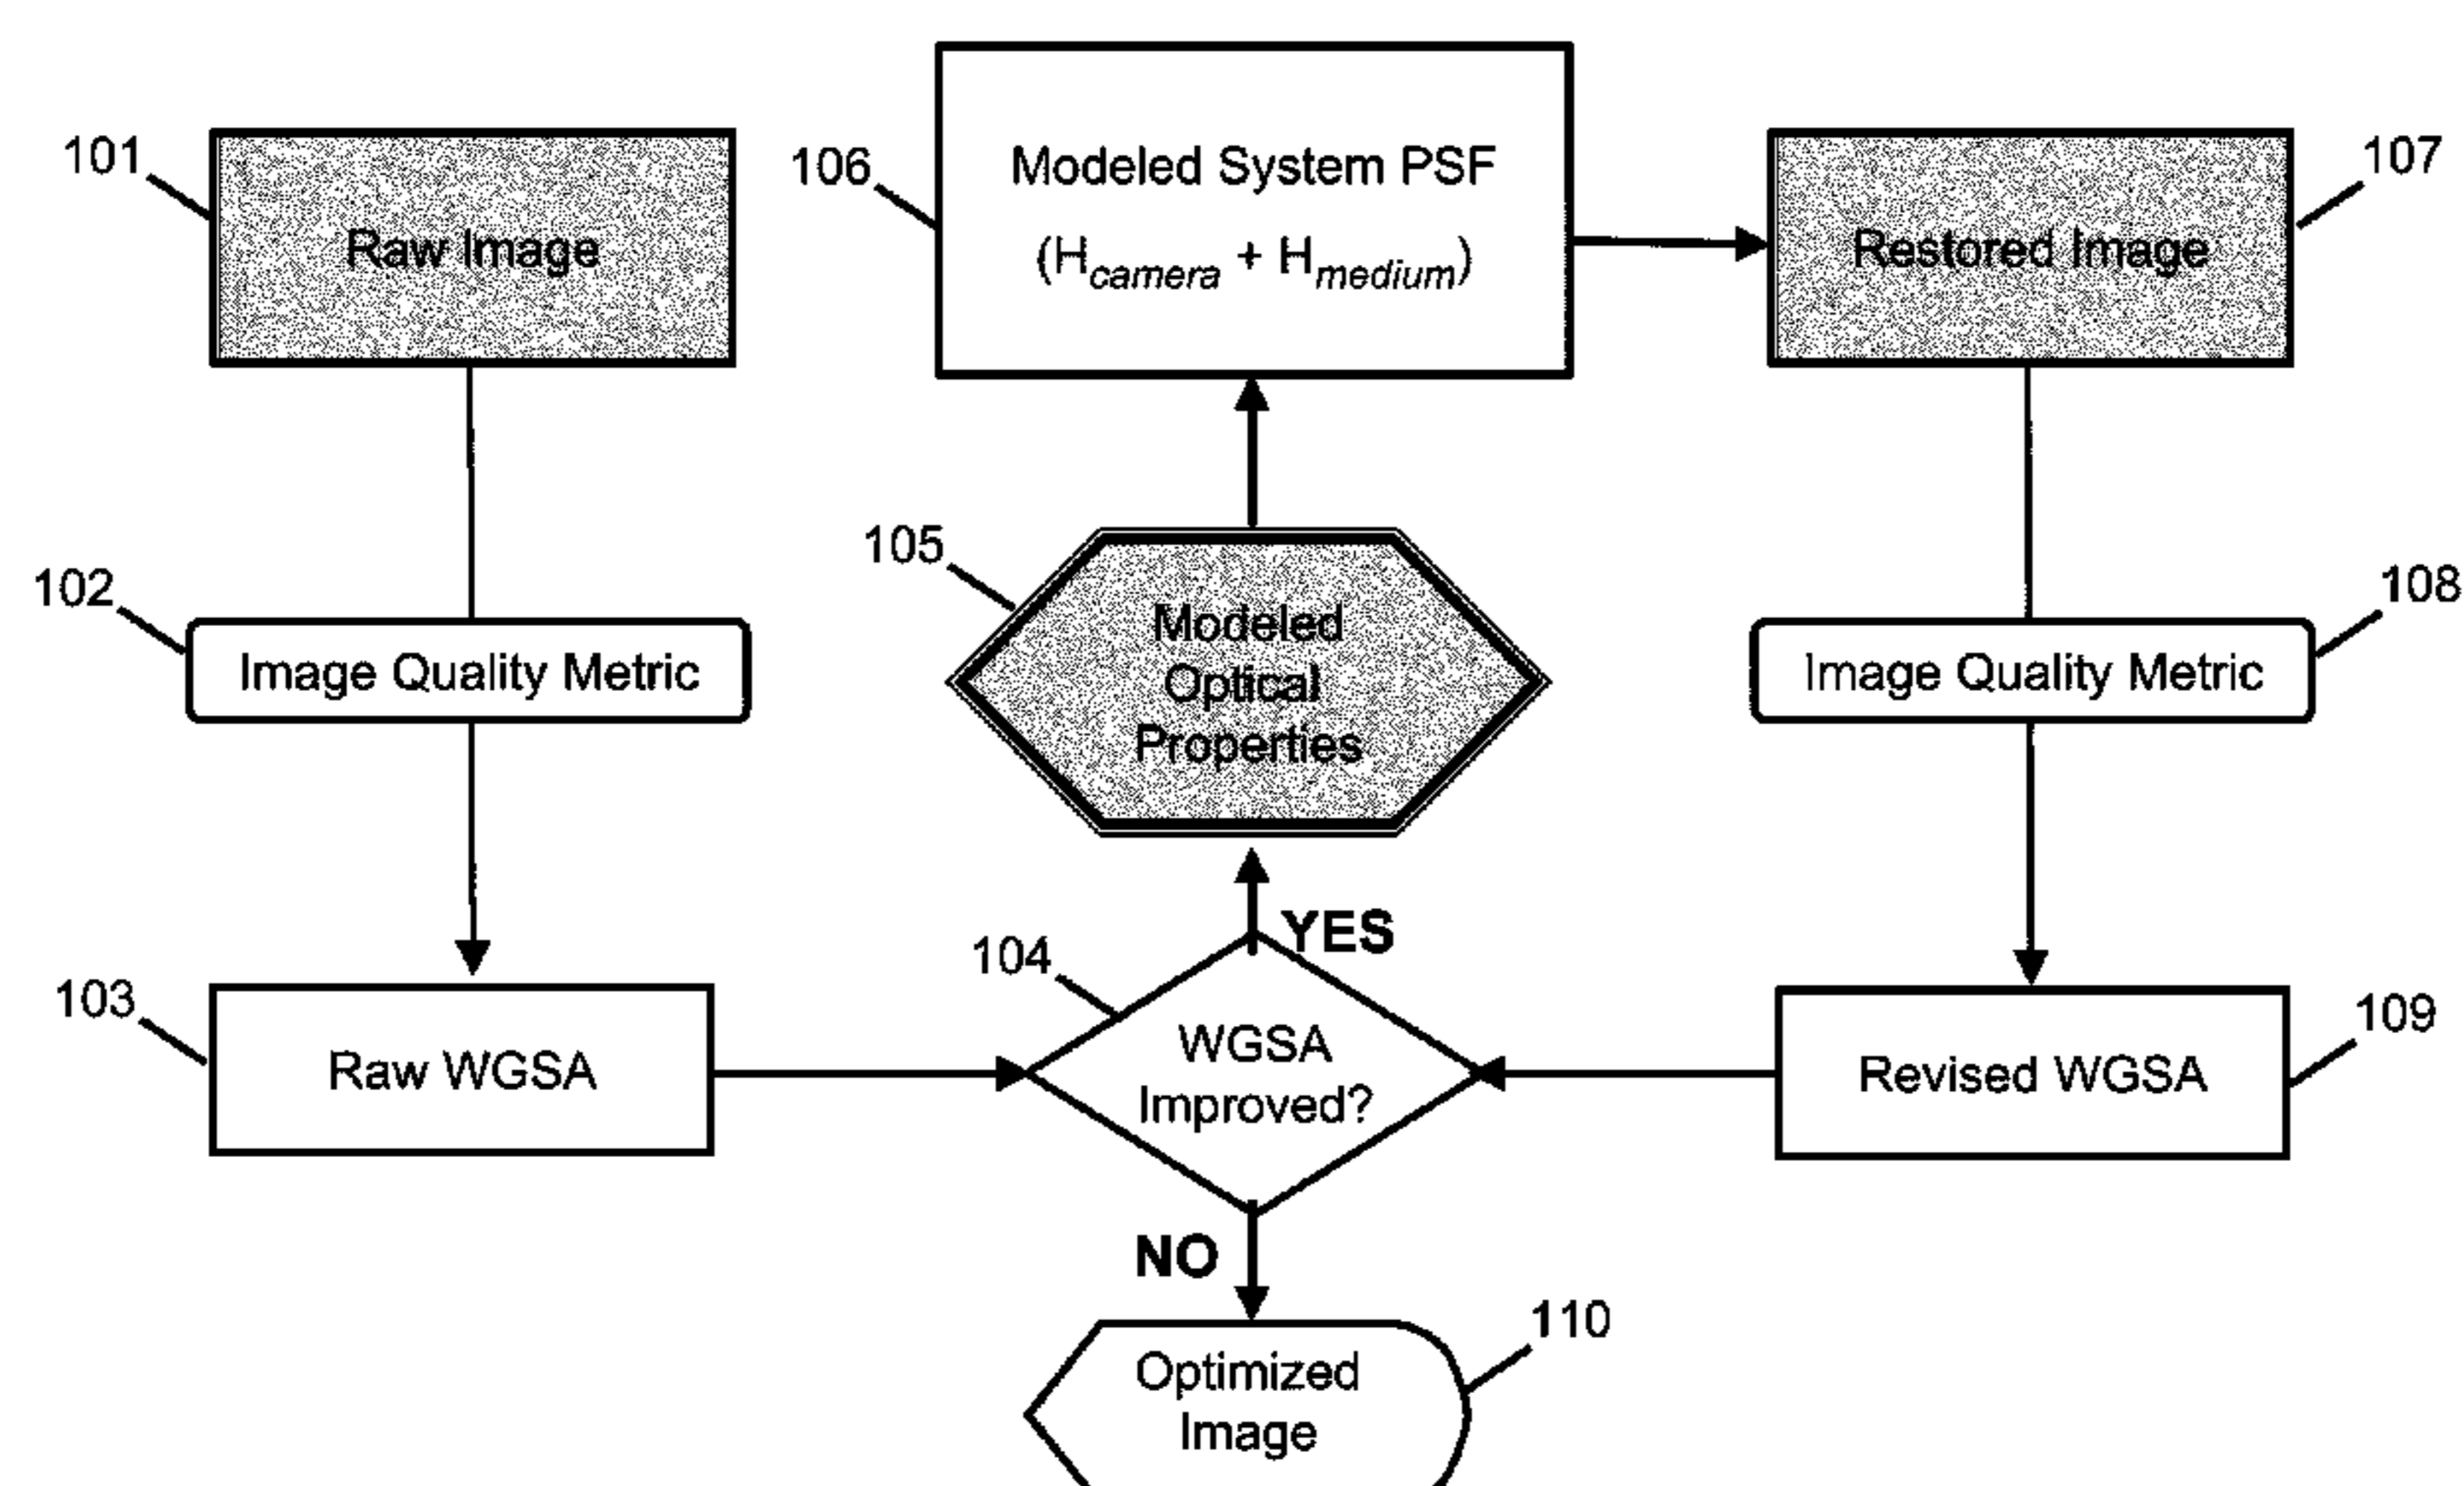 101
Raw Image
106
Modeled System PSF
(Hcamera + Hmedium)
107
Restored Image
102
Image Quality Metric
105
Modeled
Optical
Properties
108
Image Quality Metric
103
Raw WGSA
YES
104
WGSA
Improved?
109
Revised WGSA
NO
110
Optimized
Image